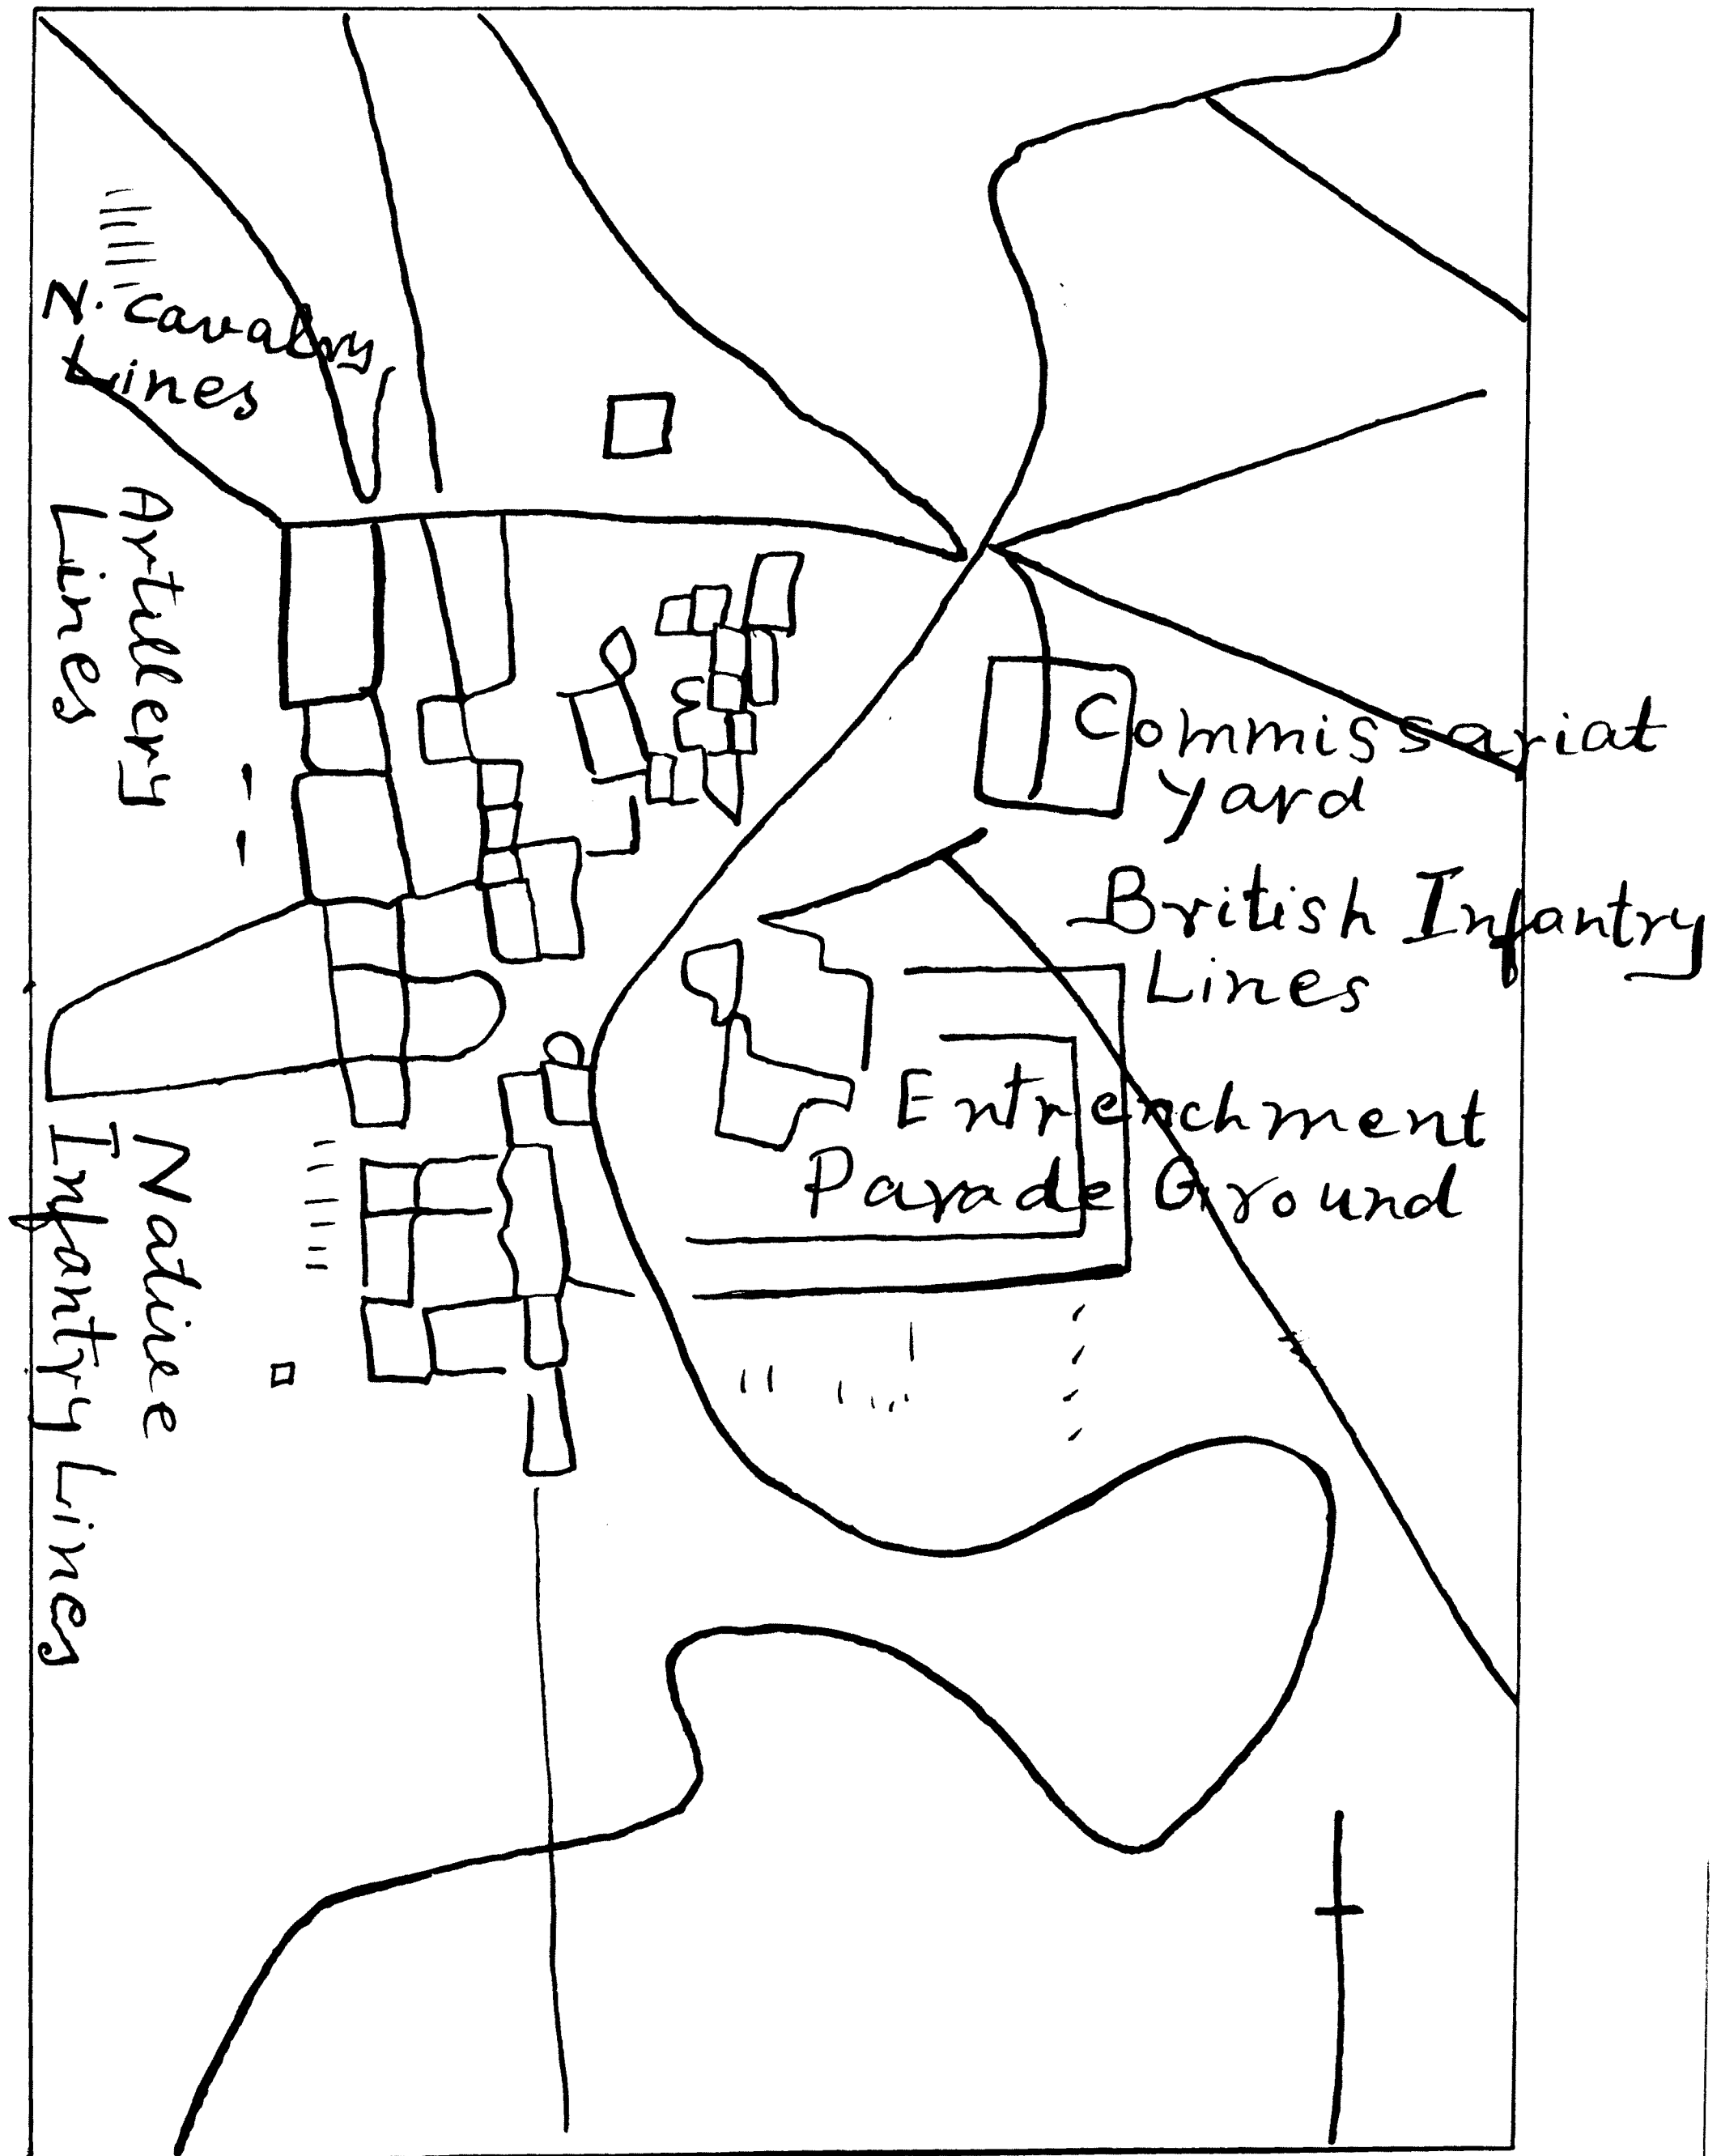 N. Cavalry
Lines
Artillery
Lines
Commissariat
Yard
British Infantry
Lines
Entrenchment
Parade Ground
Native
Infantry Lines